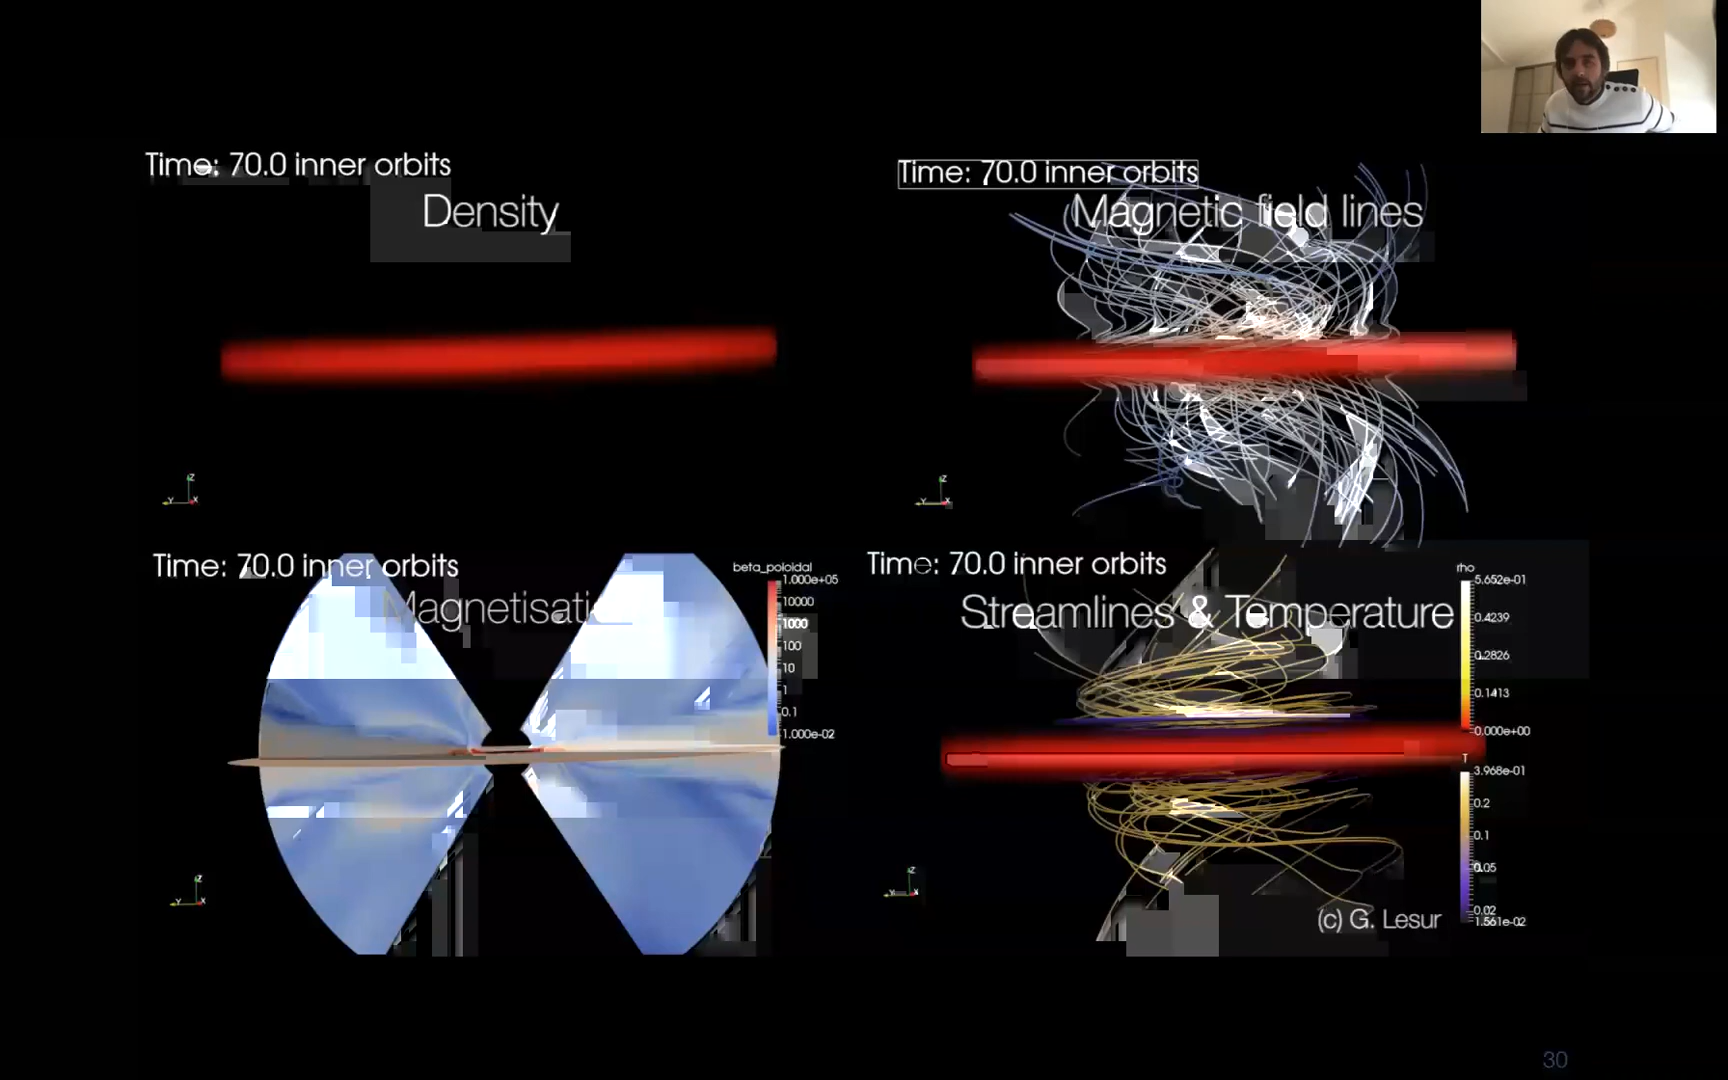 Time: 70.0 inner orbits
Density
Z
Y
X
Time: 70.0 inner orbits
Magnetic field lines
Z
Y
X
Time: 70.0 inner orbits
Magnetisati
beta_poloidal
1.000e+05
10000
1000
100
10
1
0.1
1.000e-02
Z
Y
X
Time: 70.0 inner orbits
Streamlines & Temperature
rho
5.652e-01
0.4239
0.2826
0.1413
0.000e+00
T
3.968e-01
0.2
0.1
0.05
0.02
1.561e-02
Z
Y
X
(c) G. Lesur
30